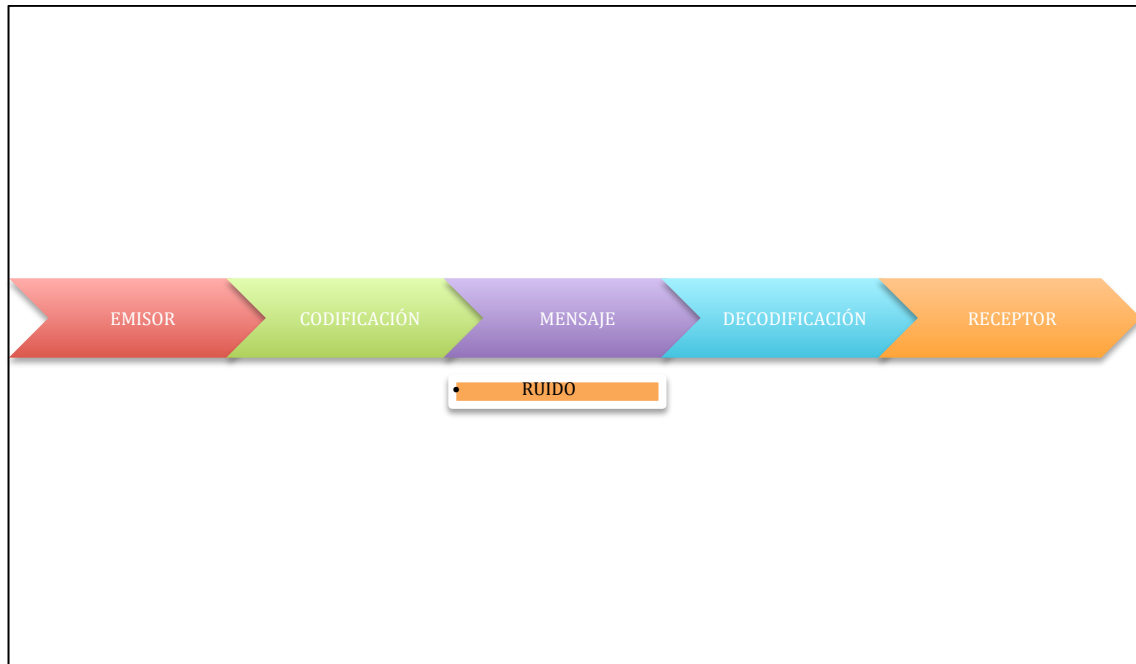 EMISOR
CODIFICACIÓN
MENSAJE
DECODIFICACIÓN
RECEPTOR
• RUIDO